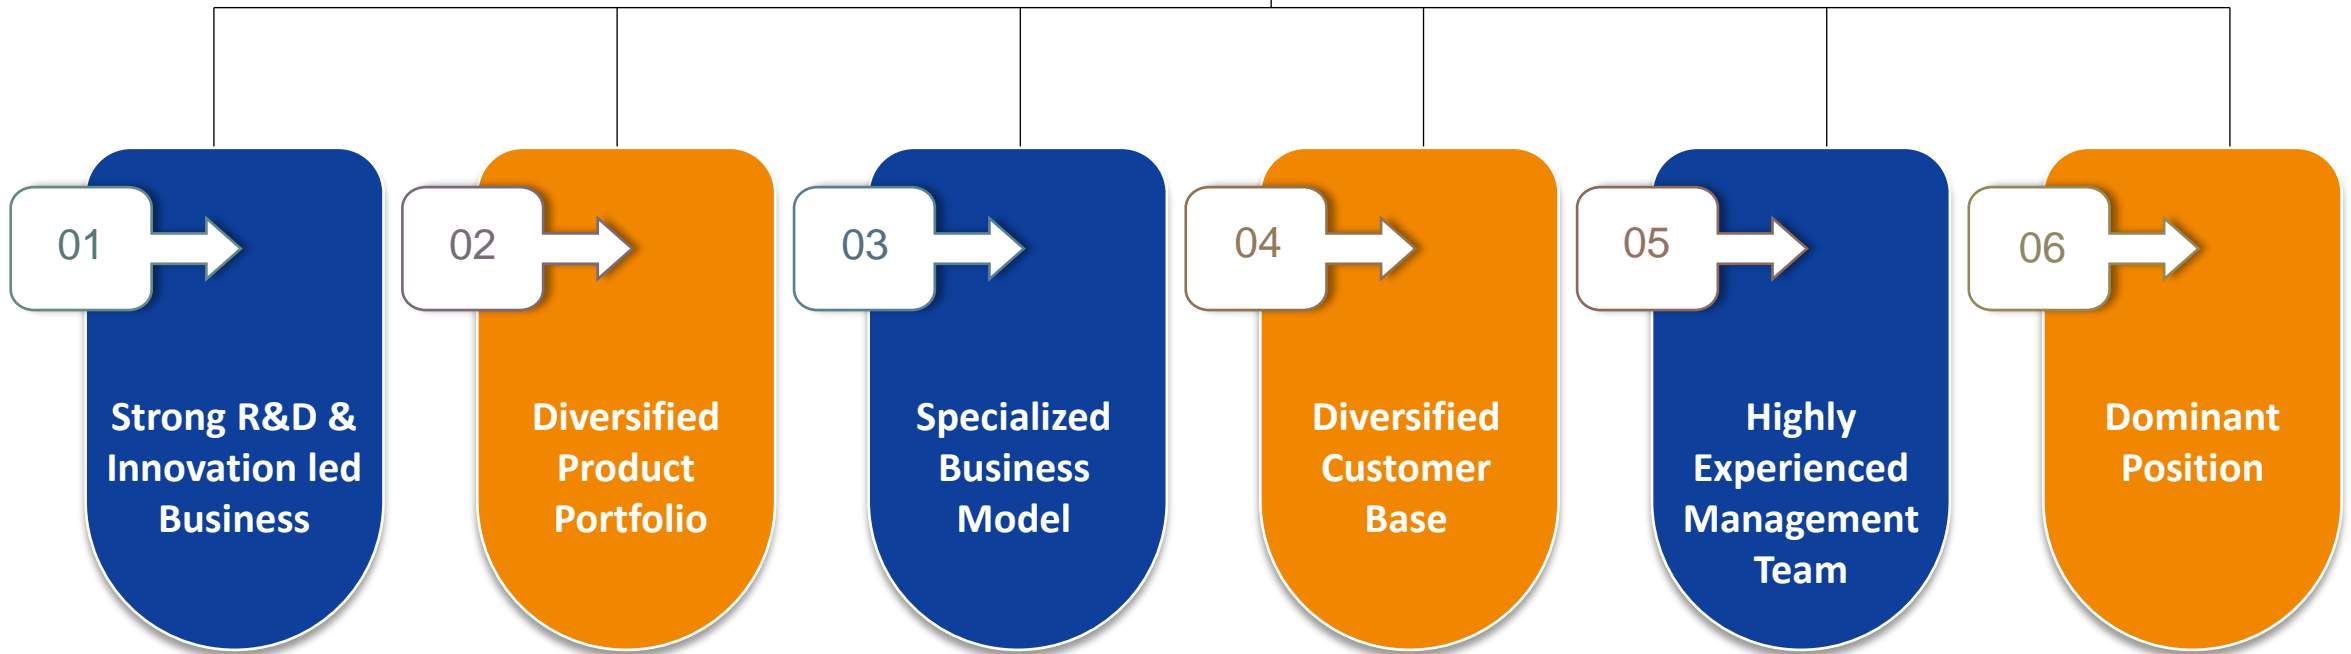 01
Strong R&D &
Innovation led
Business
02
Diversified
Product
Portfolio
03
Specialized
Business
Model
04
Diversified
Customer
Base
05
Highly
Experienced
Management
Team
06
Dominant
Position